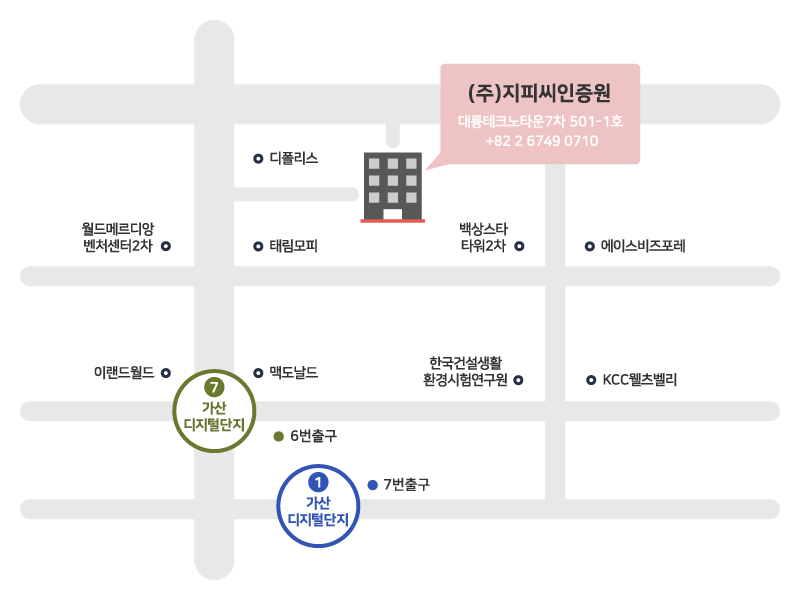 (주)지피씨인증원
대륭테크노타운7차 501-1호
+82 2 6749 0710
디폴리스
월드메르디앙
벤처센터2차
태림모피
백상스타
타워2차
에이스비즈포레
이랜드월드
맥도날드
한국건설생활
환경시험연구원
KCC웰츠벨리
7
가산
디지털단지
6번출구
1
가산
디지털단지
7번출구